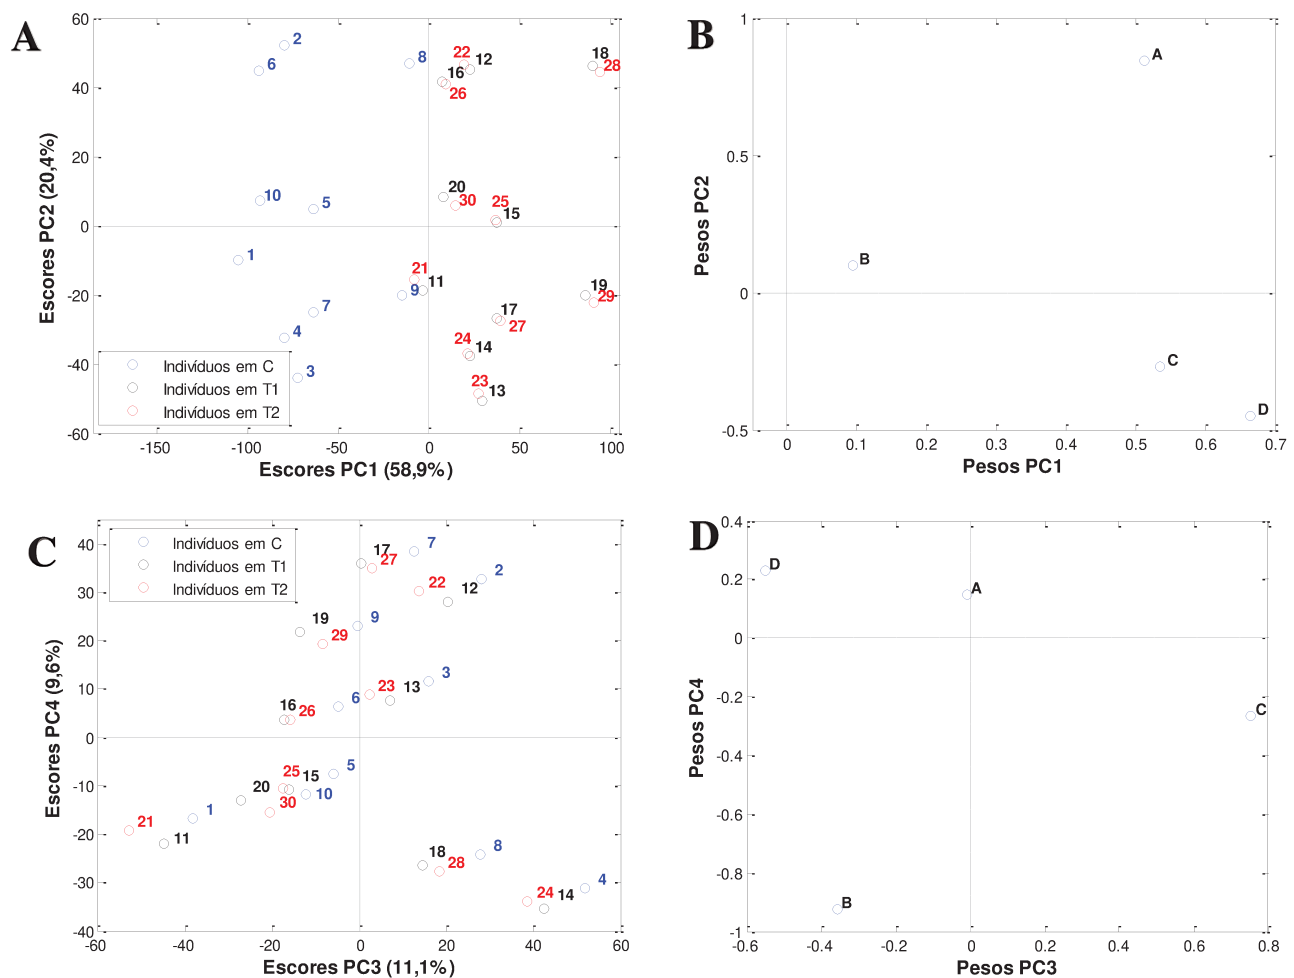 A
60
40
20
0
-20
-40
-60
Escores PC2 (20,4%)
2
6
8
22
12
16
26
18
28
10
5
20
30
25
15
1
21
11
9
19
29
7
4
3
17
27
24
14
23
13
Indivíduos em C
Indivíduos em T1
Indivíduos em T2
-150 -100 -50 0 50 100
Escores PC1 (58,9%)
B
1
0.5
0
-0.5
Pesos PC2
A
B
C
D
0 0.1 0.2 0.3 0.4 0.5 0.6 0.7
Pesos PC1
C
40
30
20
10
0
-10
-20
-30
-40
Escores PC4 (9,6%)
Indivíduos em C
Indivíduos em T1
Indivíduos em T2
17
27
7
2
22
12
19
29
9
3
23
13
6
16
26
5
25
15
20
30
10
1
21
11
18
28
8
4
24
14
-60 -40 -20 0 20 40 60
Escores PC3 (11,1%)
D
0.4
0.2
0
-0.2
-0.4
-0.6
-0.8
-1
Pesos PC4
D
A
C
B
-0.6 -0.4 -0.2 0 0.2 0.4 0.6 0.8
Pesos PC3